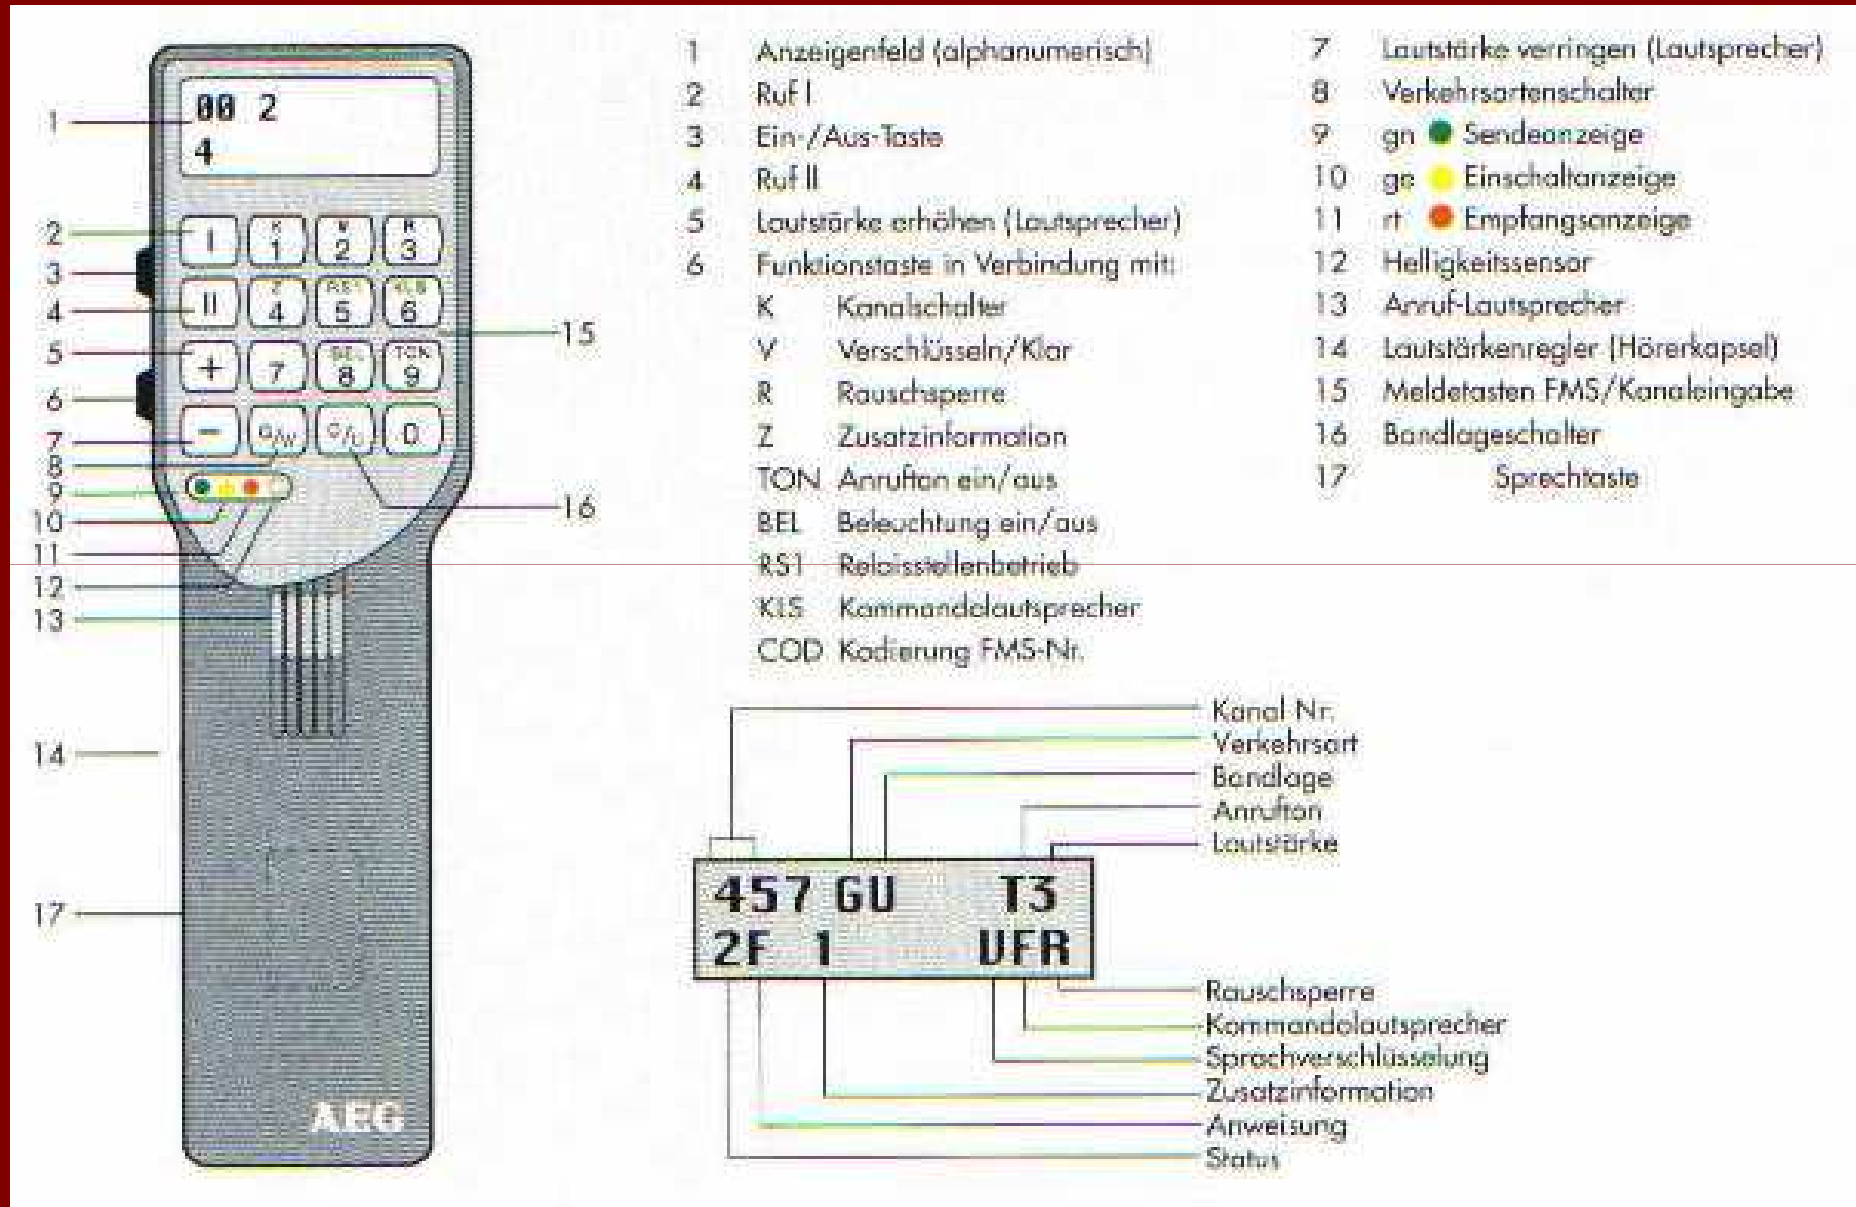 00 2
4
I K 1 V 2 R 3
II Z 4 RS1 5 KLS 6
+ 7 BEL 8 TON 9
− G/W O/U 0
AEG
1
2
3
4
5
6
7
8
9
10
11
12
13
14
17
15
16
1 Anzeigenfeld (alphanumerisch)
2 Ruf I
3 Ein-/Aus-Taste
4 Ruf II
5 Lautstärke erhöhen (Lautsprecher)
6 Funktionstaste in Verbindung mit:
K Kanalschalter
V Verschlüsseln/Klar
R Rauschsperre
Z Zusatzinformation
TON Anrufton ein/aus
BEL Beleuchtung ein/aus
RS1 Relaisstellenbetrieb
KLS Kommandolautsprecher
COD Kodierung FMS-Nr.
7 Lautstärke verringen (Lautsprecher)
8 Verkehrsartenschalter
9 gn Sendeanzeige
10 ge Einschaltanzeige
11 rt Empfangsanzeige
12 Helligkeitssensor
13 Anruf-Lautsprecher
14 Lautstärkenregler (Hörerkapsel)
15 Meldetasten FMS/Kanaleingabe
16 Bandlageschalter
17 Sprechtaste
Kanal Nr.
Verkehrsart
Bandlage
Anrufton
Lautstärke
457 GU T3
2F 1 VFR
Rauschsperre
Kommandolautsprecher
Sprachverschlüsselung
Zusatzinformation
Anweisung
Status